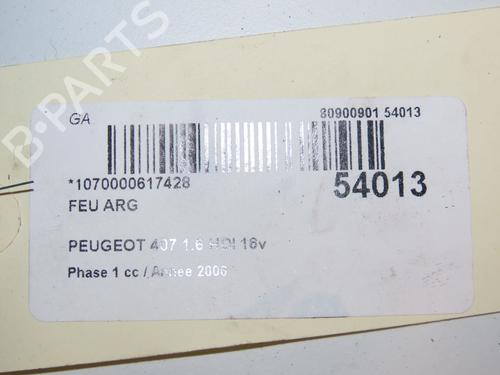 GA
80900901 54013
*1070000617428
54013
FEU ARG
PEUGEOT 407 1.6 HDI 16v
Phase 1 cc / Année 2006
B-PARTS